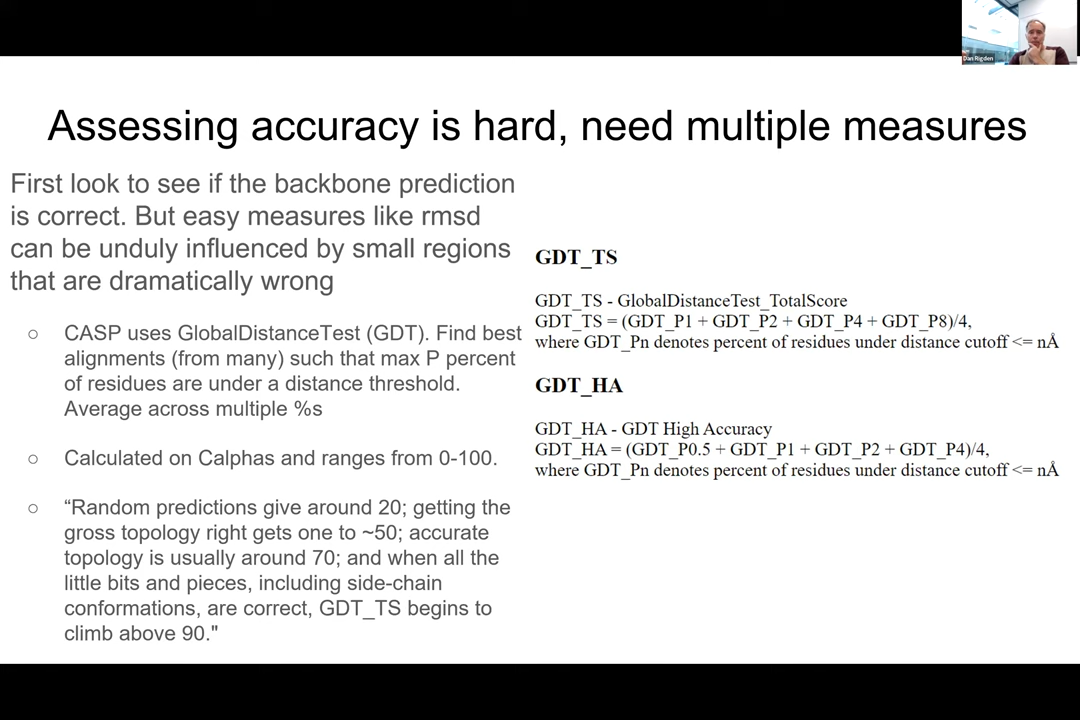 Dan Rigden
Assessing accuracy is hard, need multiple measures
First look to see if the backbone prediction
is correct. But easy measures like rmsd
can be unduly influenced by small regions
that are dramatically wrong
○ CASP uses GlobalDistanceTest (GDT). Find best
alignments (from many) such that max P percent
of residues are under a distance threshold.
Average across multiple %s
○ Calculated on Calphas and ranges from 0-100.
○ “Random predictions give around 20; getting the
gross topology right gets one to ~50; accurate
topology is usually around 70; and when all the
little bits and pieces, including side-chain
conformations, are correct, GDT_TS begins to
climb above 90."
GDT_TS
GDT_TS - GlobalDistanceTest_TotalScore
GDT_TS = (GDT_P1 + GDT_P2 + GDT_P4 + GDT_P8)/4,
where GDT_Pn denotes percent of residues under distance cutoff <= nÅ
GDT_HA
GDT_HA - GDT High Accuracy
GDT_HA = (GDT_P0.5 + GDT_P1 + GDT_P2 + GDT_P4)/4,
where GDT_Pn denotes percent of residues under distance cutoff <= nÅ